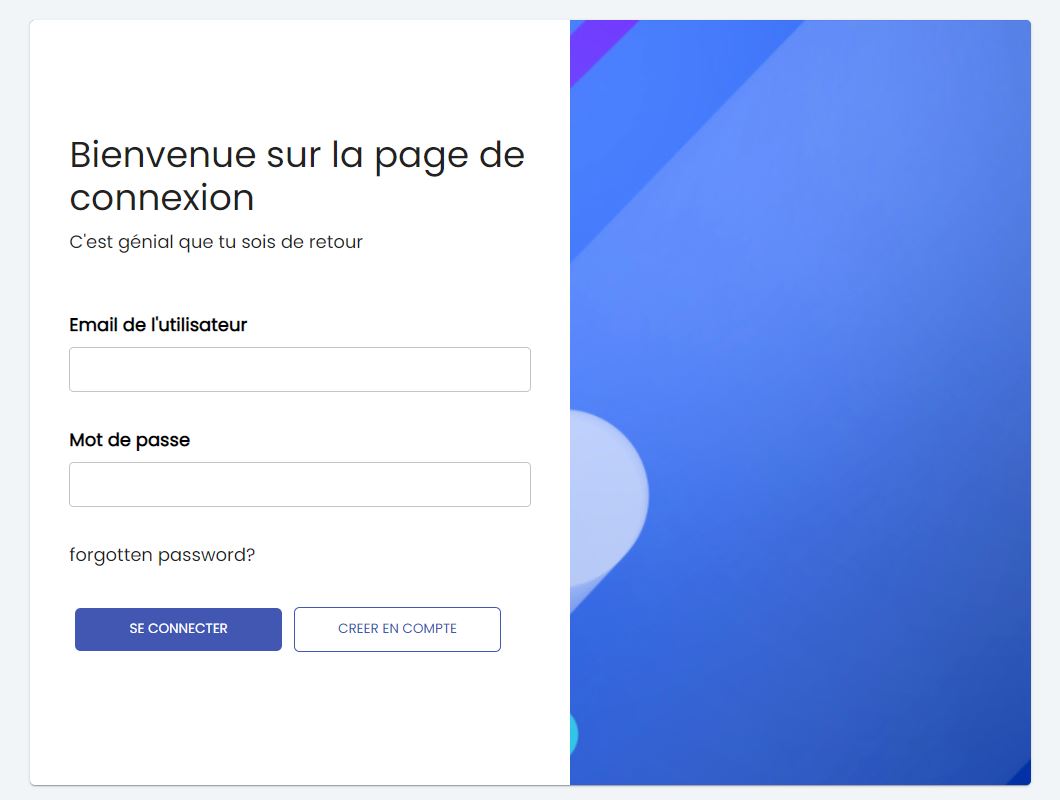 Bienvenue sur la page de
connexion
C'est génial que tu sois de retour
Email de l'utilisateur
Mot de passe
forgotten password?
SE CONNECTER
CREER EN COMPTE